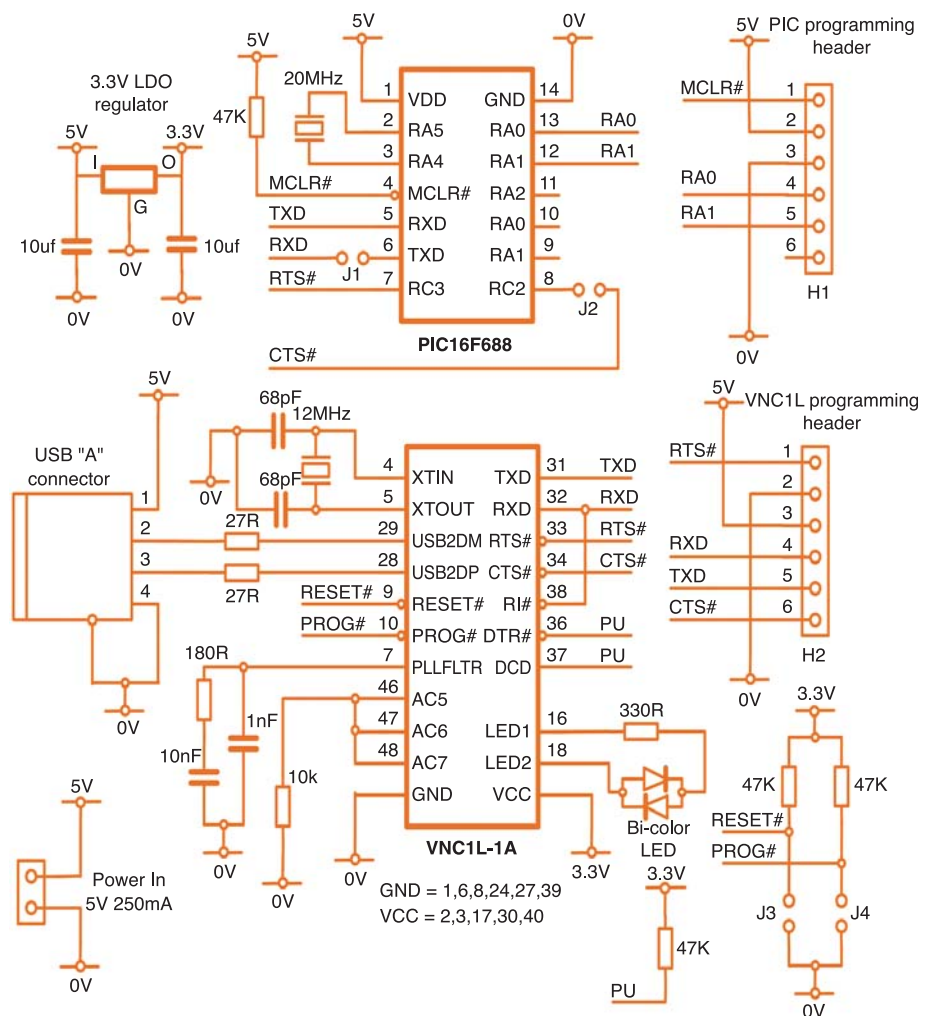 3.3V LDO
regulator
5V
3.3V
I
O
G
10uf
10uf
0V
0V
0V
5V
47K
20MHz
5V
0V
1
VDD
GND
14
2
RA5
RA0
13
RA0
3
RA4
RA1
12
RA1
MCLR#
4
MCLR#
RA2
11
TXD
5
RXD
RA0
10
RXD
J1
6
TXD
RA1
9
RTS#
7
RC3
RC2
8
J2
PIC16F688
CTS#
5V
PIC programming
header
MCLR#
1
2
3
RA0
4
RA1
5
6
H1
0V
USB "A"
connector
5V
1
2
3
4
27R
27R
0V
68pF
12MHz
68pF
0V
4
XTIN
TXD
31
TXD
5
XTOUT
RXD
32
RXD
29
USB2DM
RTS#
33
RTS#
28
USB2DP
CTS#
34
CTS#
RESET#
9
RESET#
RI#
38
PROG#
10
PROG#
DTR#
36
PU
7
PLLFLTR
DCD
37
PU
46
AC5
47
AC6
LED1
16
48
AC7
LED2
18
GND
VCC
VNC1L-1A
GND = 1,6,8,24,27,39
VCC = 2,3,17,30,40
180R
1nF
10nF
0V
10k
0V
0V
3.3V
330R
Bi-color
LED
3.3V
47K
PU
5V
VNC1L programming
header
RTS#
1
2
3
RXD
4
TXD
5
CTS#
6
H2
0V
3.3V
47K
47K
RESET#
PROG#
J3
J4
0V
5V
Power In
5V 250mA
0V